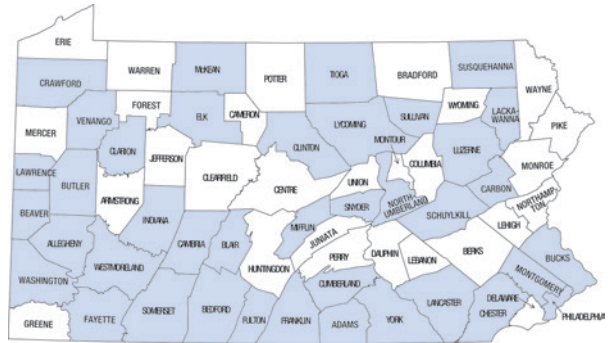 ERIE
WARREN
McKEAN
POTTER
TIOGA
BRADFORD
SUSQUEHANNA
WAYNE
CRAWFORD
FOREST
ELK
CAMERON
WYOMING
LACKA-
WANNA
PIKE
MERCER
VENANGO
CLARION
JEFFERSON
CLEARFIELD
CLINTON
LYCOMING
SULLIVAN
MONTOUR
COLUMBIA
LUZERNE
MONROE
LAWRENCE
BUTLER
ARMSTRONG
INDIANA
CENTRE
UNION
SNYDER
NORTH-
UMBERLAND
CARBON
NORTHAMP-
TON
BEAVER
ALLEGHENY
WESTMORELAND
CAMBRIA
BLAIR
HUNTINGDON
MIFFLIN
JUNIATA
PERRY
DAUPHIN
LEBANON
SCHUYLKILL
BERKS
LEHIGH
BUCKS
MONTGOMERY
WASHINGTON
GREENE
FAYETTE
SOMERSET
BEDFORD
FULTON
FRANKLIN
CUMBERLAND
ADAMS
YORK
LANCASTER
DELAWARE
CHESTER
PHILADELPHIA